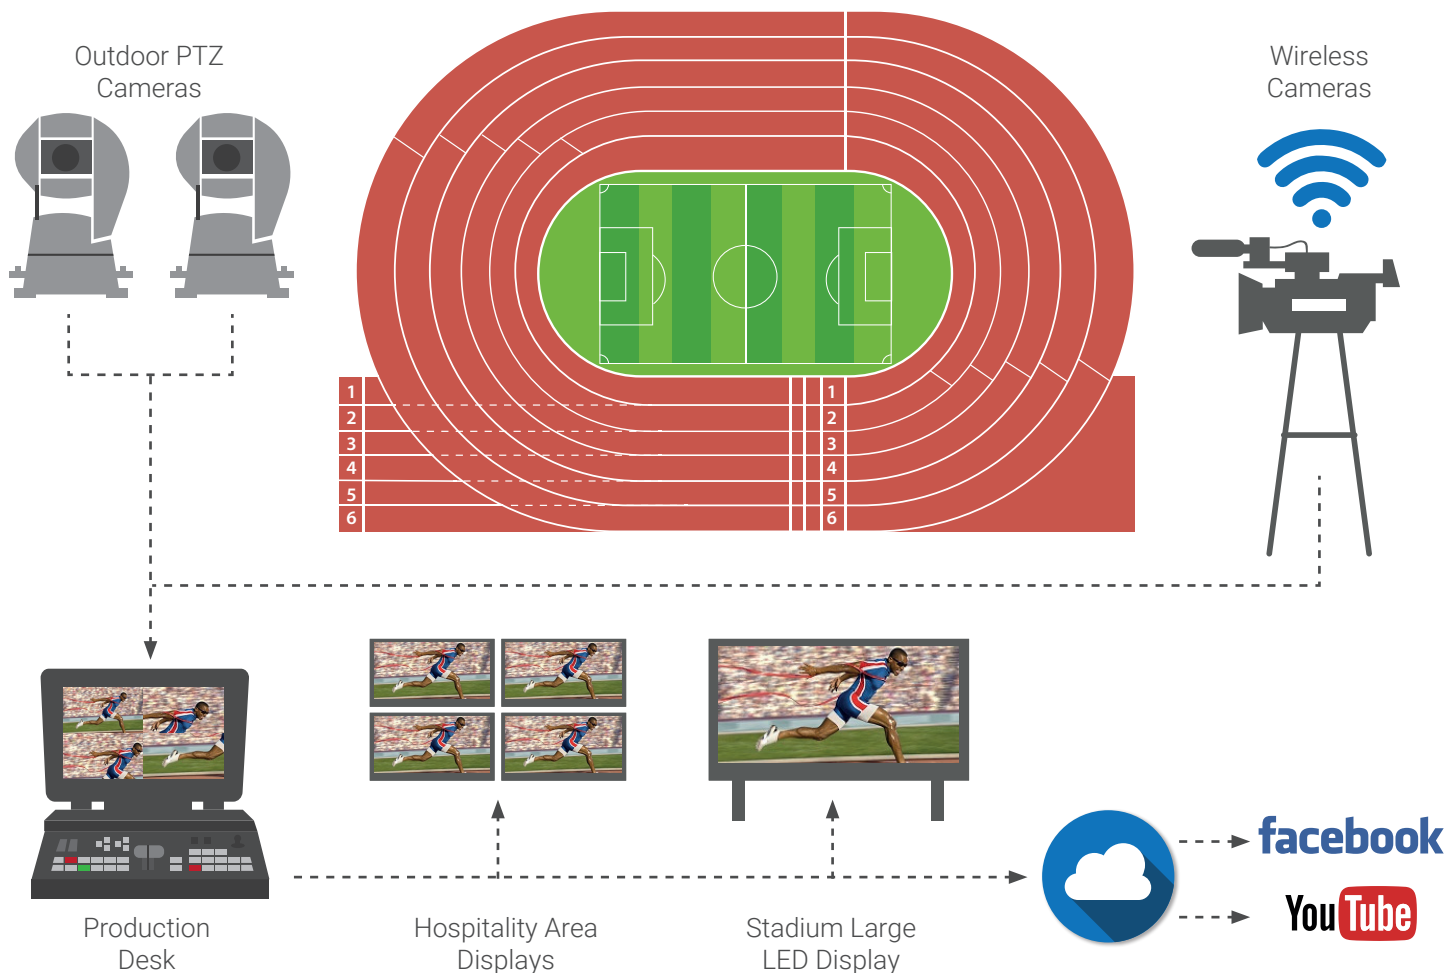 Outdoor PTZ
Cameras
Wireless
Cameras
1 1
2 2
3 3
4 4
5 5
6 6
Production
Desk
Hospitality Area
Displays
Stadium Large
LED Display
facebook
YouTube